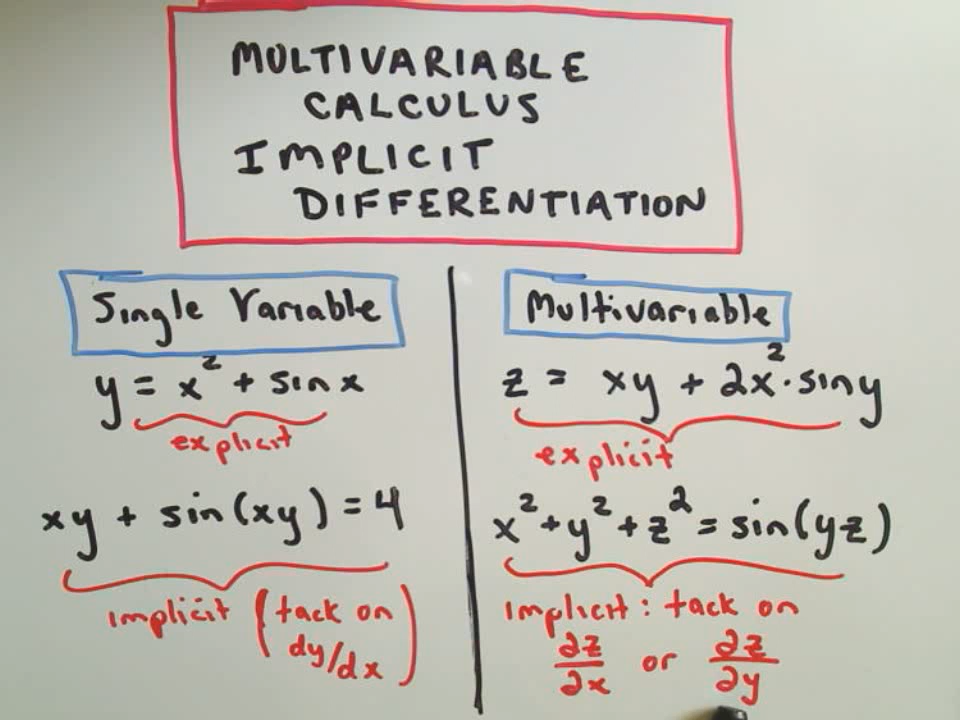 MULTIVARIABLE
CALCULUS
IMPLICIT
DIFFERENTIATION
Single Variable
y = x² + sin x
explicit
xy + sin(xy) = 4
implicit (tack on
dy/dx)
Multivariable
z = xy + 2x²·sin y
explicit
x² + y² + z² = sin(yz)
implicit: tack on
∂z/∂x or ∂z/∂y